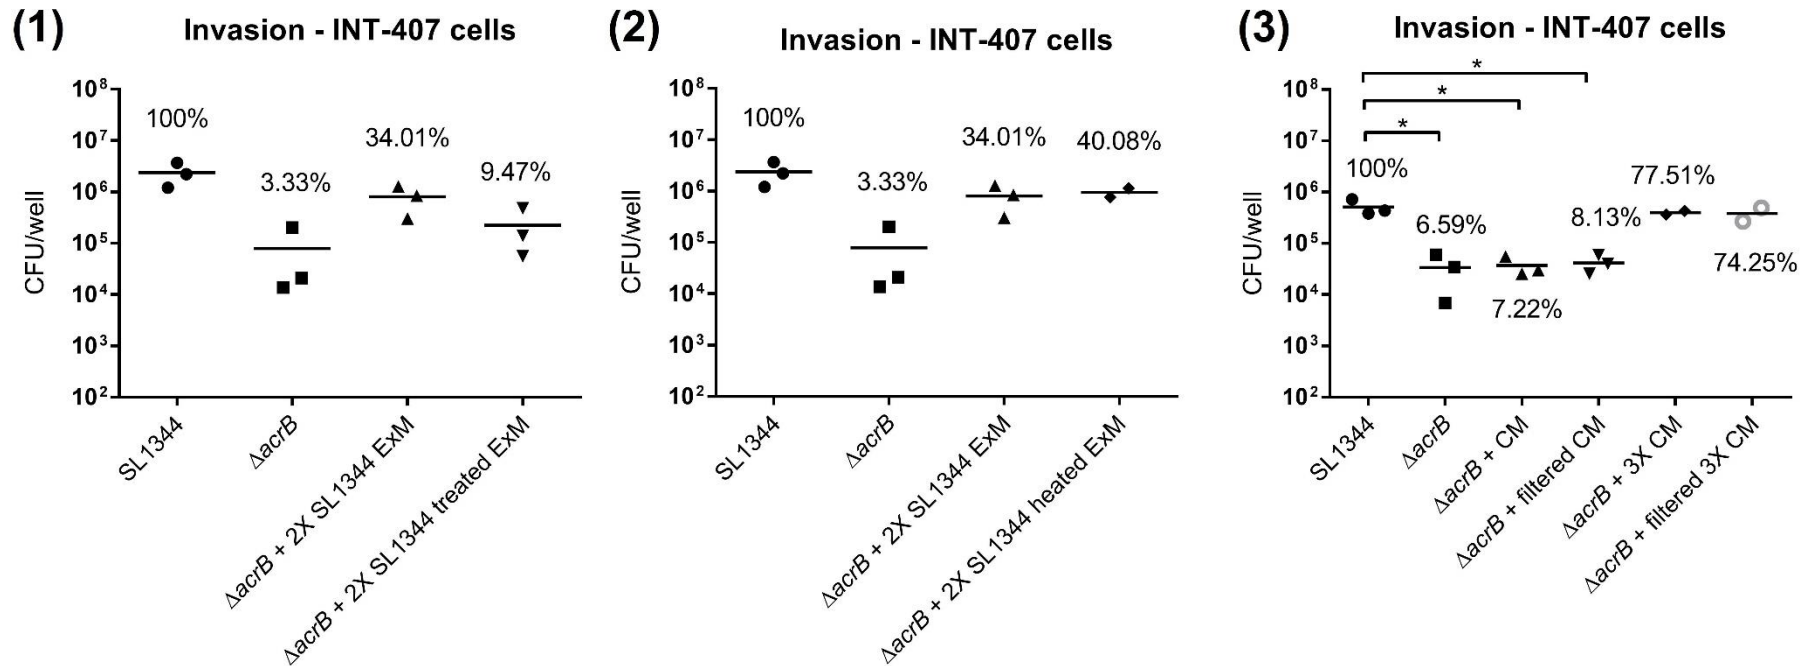 (1)
Invasion - INT-407 cells
CFU/well
10⁸
10⁷
10⁶
10⁵
10⁴
10³
10²
100%
3.33%
34.01%
9.47%
SL1344
ΔacrB
ΔacrB + 2X SL1344 ExM
ΔacrB + 2X SL1344 treated ExM
(2)
Invasion - INT-407 cells
CFU/well
10⁸
10⁷
10⁶
10⁵
10⁴
10³
10²
100%
3.33%
34.01%
40.08%
SL1344
ΔacrB
ΔacrB + 2X SL1344 ExM
ΔacrB + 2X SL1344 heated ExM
(3)
Invasion - INT-407 cells
CFU/well
10⁸
10⁷
10⁶
10⁵
10⁴
10³
10²
*
*
*
100%
6.59%
7.22%
8.13%
77.51%
74.25%
SL1344
ΔacrB
ΔacrB + CM
ΔacrB + filtered CM
ΔacrB + 3X CM
ΔacrB + filtered 3X CM